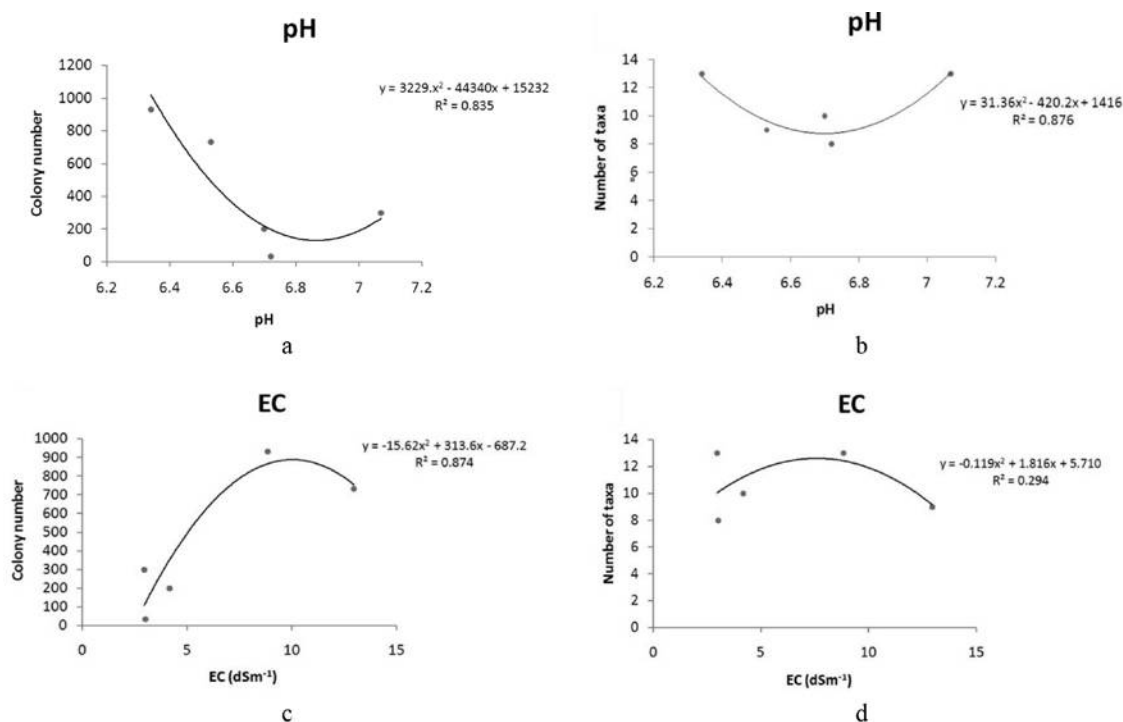 pH
1200
1000
800
600
400
200
0
Colony number
y = 3229.x² - 44340x + 15232
R² = 0.835
6.2 6.4 6.6 6.8 7 7.2
pH
a
pH
14
12
10
8
6
4
2
0
Number of taxa
y = 31.36x² - 420.2x + 1416
R² = 0.876
6.2 6.4 6.6 6.8 7 7.2
pH
b
EC
1000
900
800
700
600
500
400
300
200
100
0
Colony number
y = -15.62x² + 313.6x - 687.2
R² = 0.874
0 5 10 15
EC (dSm⁻¹)
c
EC
14
12
10
8
6
4
2
0
Number of taxa
y = -0.119x² + 1.816x + 5.710
R² = 0.294
0 5 10 15
EC (dSm⁻¹)
d